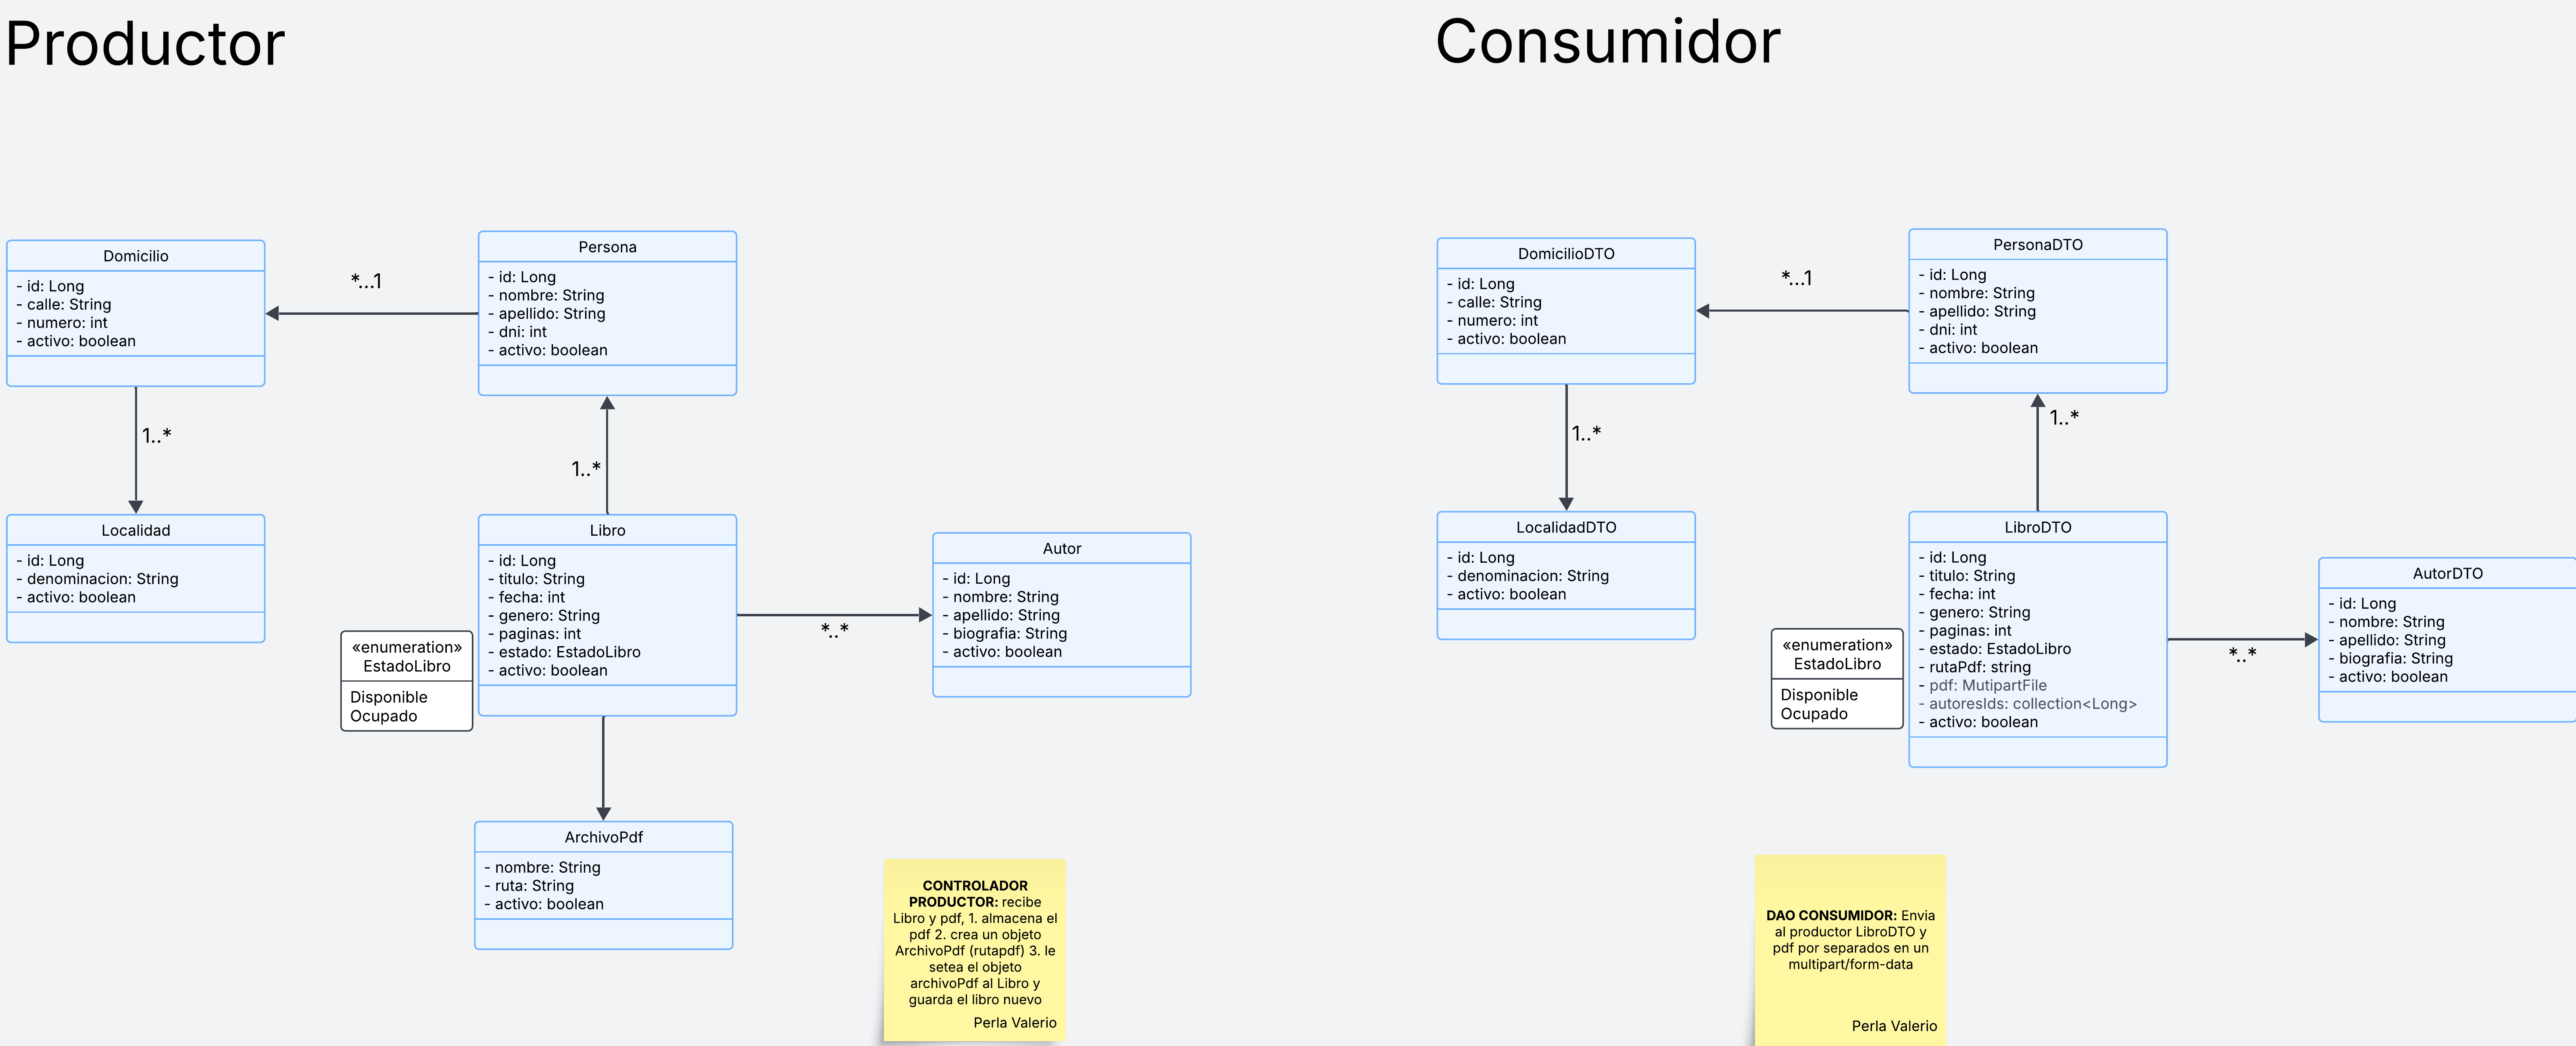 Productor
Domicilio
- id: Long
- calle: String
- numero: int
- activo: boolean
*...1
Persona
- id: Long
- nombre: String
- apellido: String
- dni: int
- activo: boolean
1..*
1..*
Localidad
- id: Long
- denominacion: String
- activo: boolean
«enumeration»
EstadoLibro
Disponible
Ocupado
Libro
- id: Long
- titulo: String
- fecha: int
- genero: String
- paginas: int
- estado: EstadoLibro
- activo: boolean
*..*
Autor
- id: Long
- nombre: String
- apellido: String
- biografia: String
- activo: boolean
ArchivoPdf
- nombre: String
- ruta: String
- activo: boolean
CONTROLADOR
PRODUCTOR: recibe
Libro y pdf, 1. almacena el
pdf 2. crea un objeto
ArchivoPdf (rutapdf) 3. le
setea el objeto
archivoPdf al Libro y
guarda el libro nuevo
Perla Valerio
Consumidor
DomicilioDTO
- id: Long
- calle: String
- numero: int
- activo: boolean
*...1
PersonaDTO
- id: Long
- nombre: String
- apellido: String
- dni: int
- activo: boolean
1..*
1..*
LocalidadDTO
- id: Long
- denominacion: String
- activo: boolean
«enumeration»
EstadoLibro
Disponible
Ocupado
LibroDTO
- id: Long
- titulo: String
- fecha: int
- genero: String
- paginas: int
- estado: EstadoLibro
- rutaPdf: string
- pdf: MutipartFile
- autoresIds: collection<Long>
- activo: boolean
*..*
AutorDTO
- id: Long
- nombre: String
- apellido: String
- biografia: String
- activo: boolean
DAO CONSUMIDOR: Envia
al productor LibroDTO y
pdf por separados en un
multipart/form-data
Perla Valerio